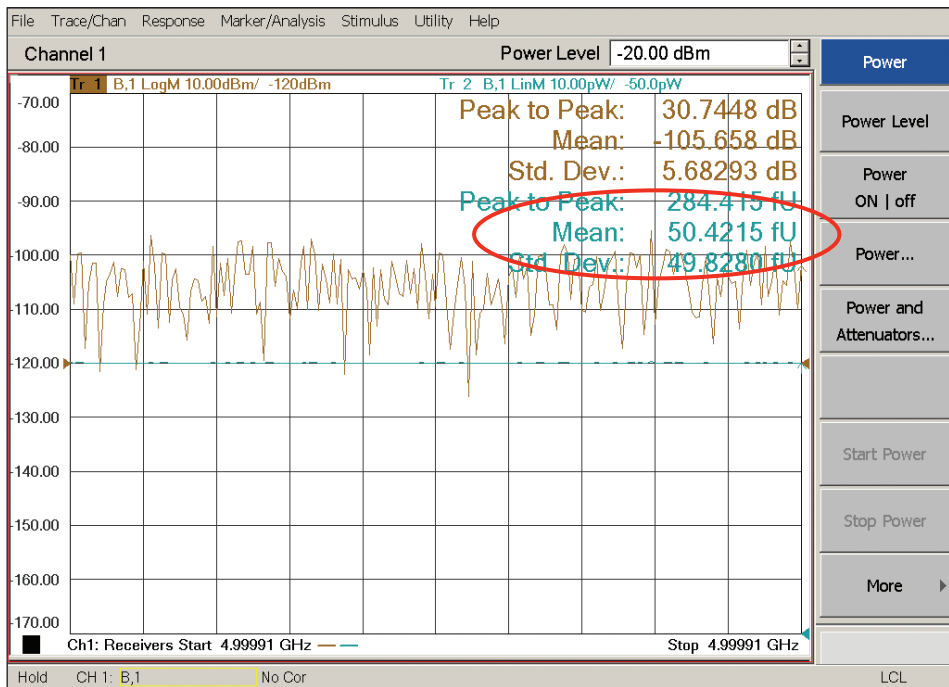 File Trace/Chan Response Marker/Analysis Stimulus Utility Help
Channel 1 Power Level -20.00 dBm
Tr 1 B,1 LogM 10.00dBm/ -120dBm Tr 2 B,1 LinM 10.00pW/ -50.0pW
Peak to Peak: 30.7448 dB
Mean: -105.658 dB
Std. Dev.: 5.68293 dB
Peak to Peak: 284.415 fU
Mean: 50.4215 fU
Std. Dev.: 49.8280 fU
-70.00
-80.00
-90.00
-100.00
-110.00
-120.00
-130.00
-140.00
-150.00
-160.00
-170.00
Ch1: Receivers Start 4.99991 GHz Stop 4.99991 GHz
Power
Power Level
Power
ON | off
Power...
Power and
Attenuators...
Start Power
Stop Power
More
Hold CH 1: B,1 No Cor LCL